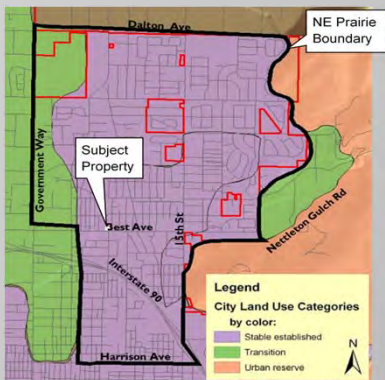 Dalton Ave
NE Prairie
Boundary
Government Way
Subject
Property
Best Ave
15th St
Nettleton Gulch Rd
Interstate 90
Harrison Ave
Legend
City Land Use Categories
by color:
Stable established
Transition
Urban reserve
N